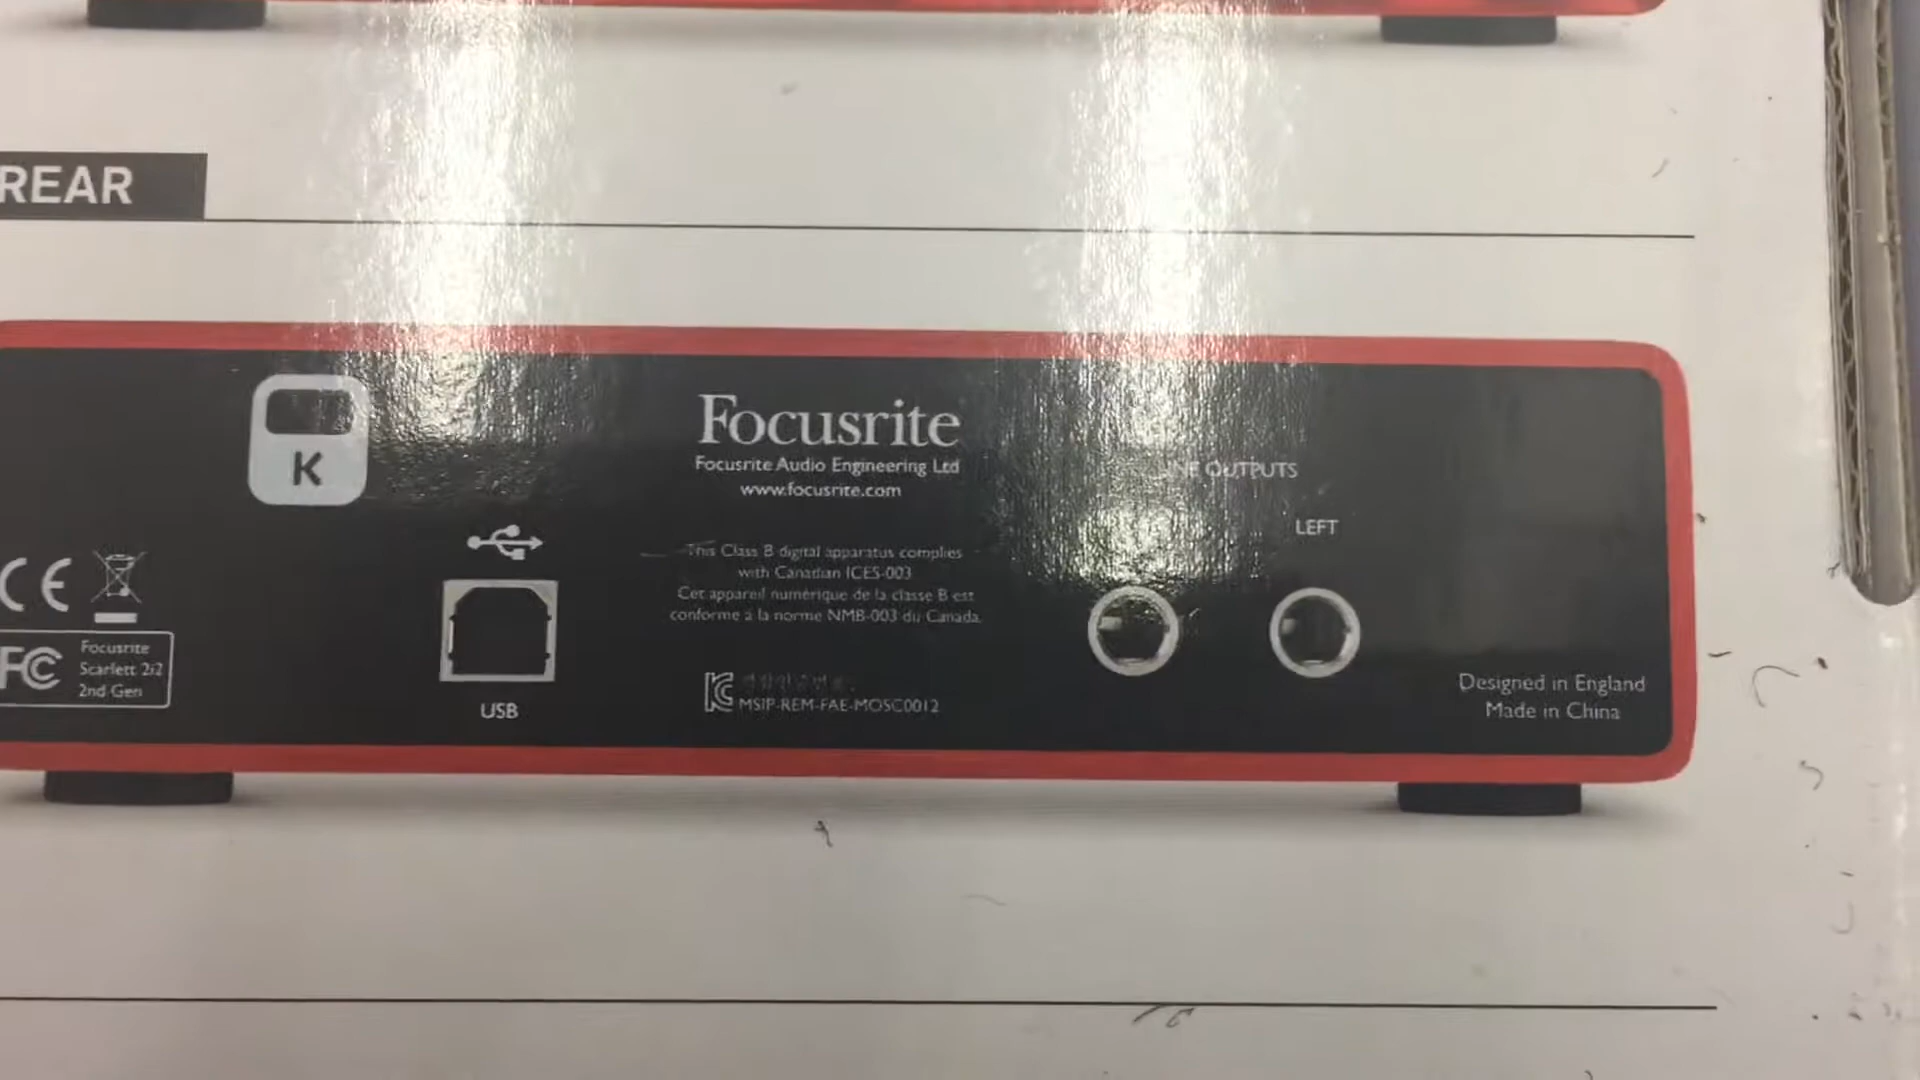 REAR
K
Focusrite
Focusrite Audio Engineering Ltd
www.focusrite.com
OUTPUTS
LEFT
This Class B digital apparatus complies
with Canadian ICES-003
Cet appareil numérique de la classe B est
conforme à la norme NMB-003 du Canada.
CE
FC
Focusrite
Scarlett 2i2
2nd Gen
USB
MSIP-REM-FAE-MOSC0012
Designed in England
Made in China